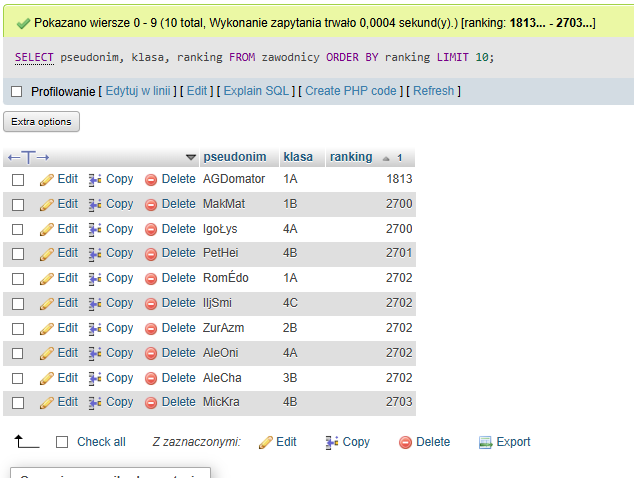 Pokazano wiersze 0 - 9 (10 total, Wykonanie zapytania trwało 0,0004 sekund(y).) [ranking: 1813... - 2703...]
SELECT pseudonim, klasa, ranking FROM zawodnicy ORDER BY ranking LIMIT 10;
Profilowanie [ Edytuj w linii ] [ Edit ] [ Explain SQL ] [ Create PHP code ] [ Refresh ]
Extra options
←T→ pseudonim klasa ranking 1
Edit Copy Delete AGDomator 1A 1813
Edit Copy Delete MakMat 1B 2700
Edit Copy Delete IgoŁys 4A 2700
Edit Copy Delete PetHei 4B 2701
Edit Copy Delete RomÉdo 1A 2702
Edit Copy Delete IljSmi 4C 2702
Edit Copy Delete ZurAzm 2B 2702
Edit Copy Delete AleOni 4A 2702
Edit Copy Delete AleCha 3B 2702
Edit Copy Delete MicKra 4B 2703
Check all Z zaznaczonymi: Edit Copy Delete Export